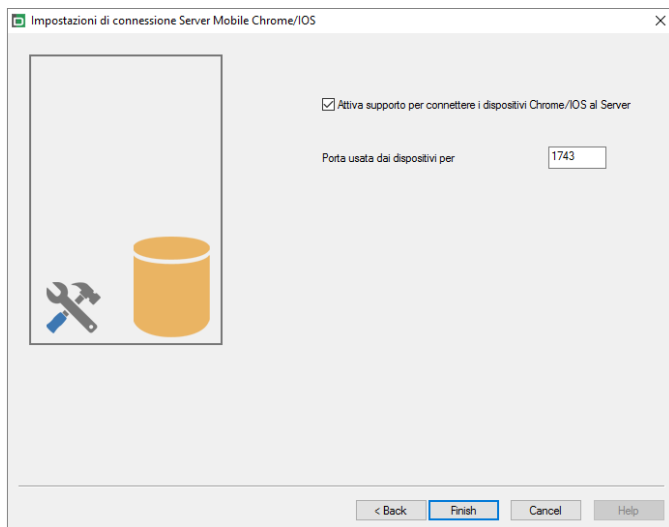 Impostazioni di connessione Server Mobile Chrome/IOS
Attiva supporto per connettere i dispositivi Chrome/IOS al Server
Porta usata dai dispositivi per 1743
< Back Finish Cancel Help